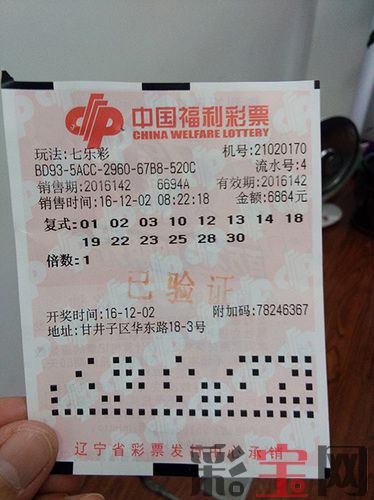 中国福利彩票
CHINA WELFARE LOTTERY
玩法:七乐彩 机号:21020170
BD93-5ACC-2960-67B8-520C 流水号:4
销售期:2016142 6694A 有效期:2016142
销售时间:16-12-02 08:22:18 金额:6864元
复式:01 02 03 10 12 13 14 18
19 22 23 25 28 30
倍数:1
已验证
开奖时间:16-12-02 附加码:78246367
地址:甘井子区华东路18-3号
辽宁省彩票发行中心承销
彩宝网